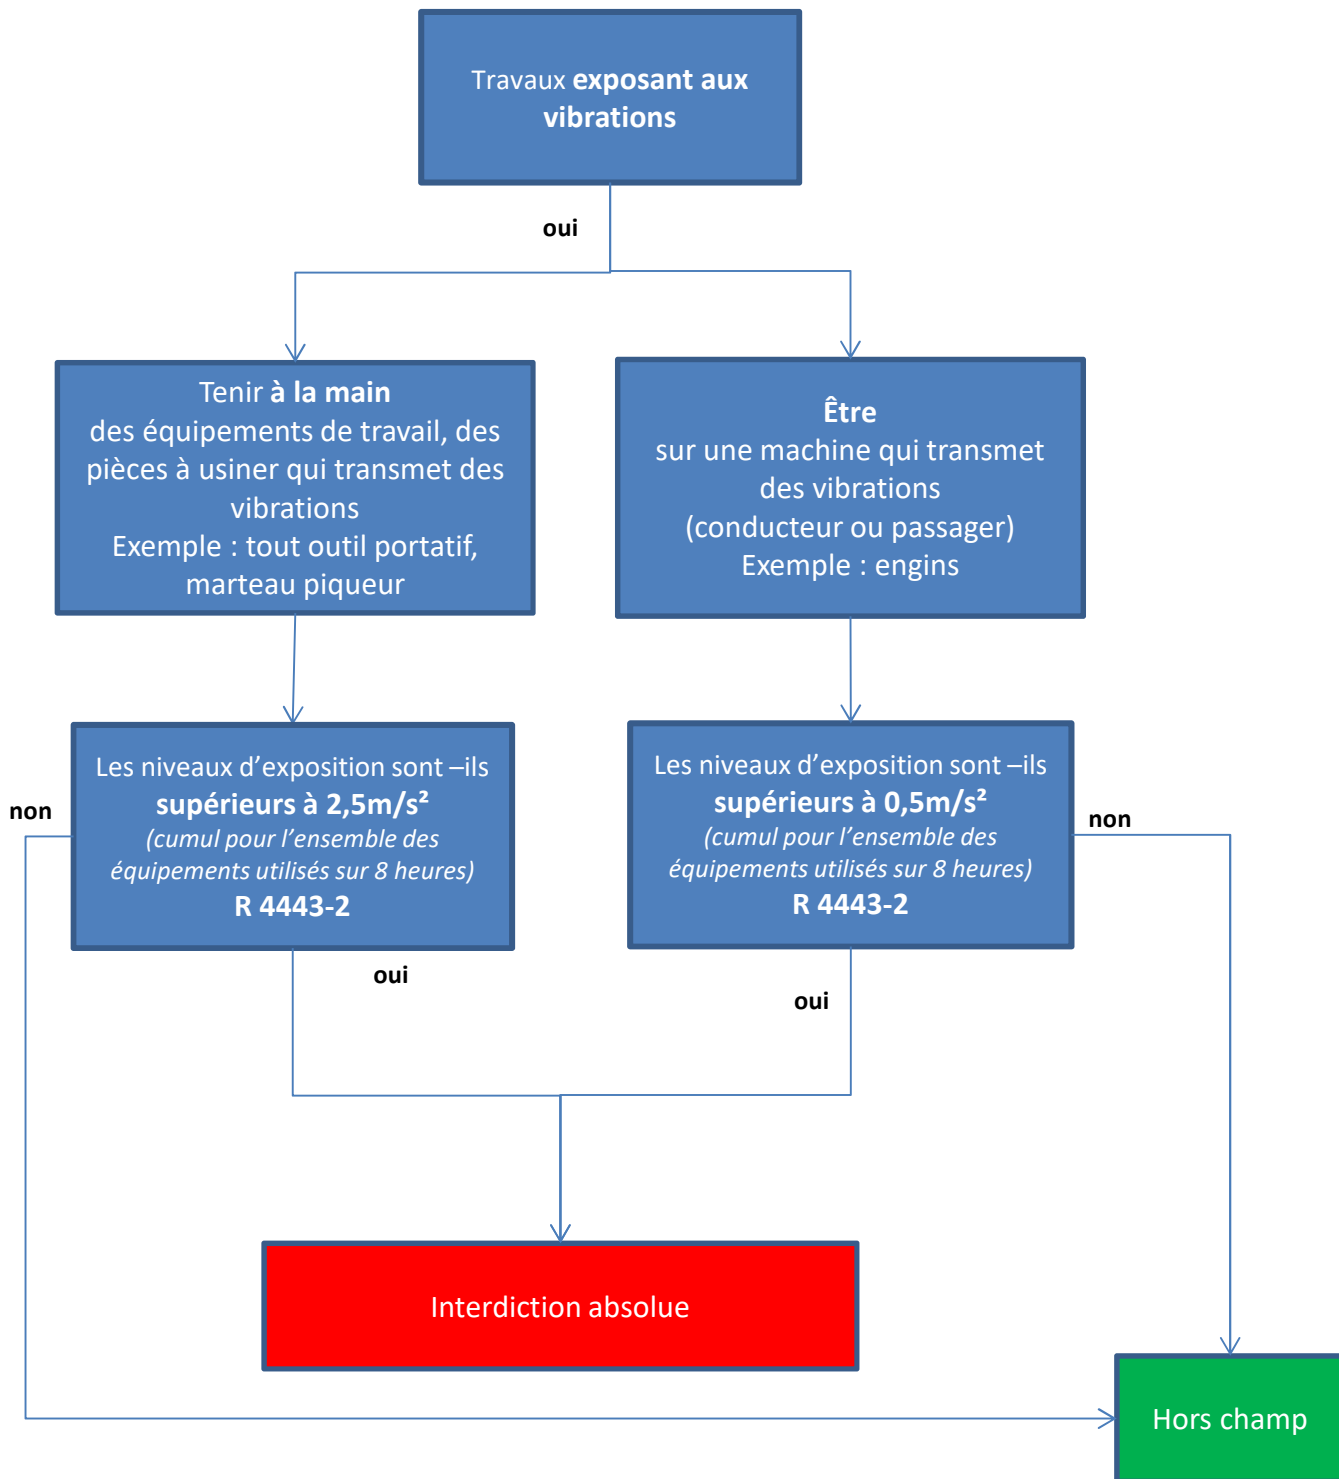 Travaux exposant aux
vibrations
oui
Tenir à la main
des équipements de travail, des
pièces à usiner qui transmet des
vibrations
Exemple : tout outil portatif,
marteau piqueur
Être
sur une machine qui transmet
des vibrations
(conducteur ou passager)
Exemple : engins
Les niveaux d’exposition sont –ils
supérieurs à 2,5m/s²
(cumul pour l’ensemble des
équipements utilisés sur 8 heures)
R 4443-2
non
oui
Les niveaux d’exposition sont –ils
supérieurs à 0,5m/s²
(cumul pour l’ensemble des
équipements utilisés sur 8 heures)
R 4443-2
non
oui
Interdiction absolue
Hors champ